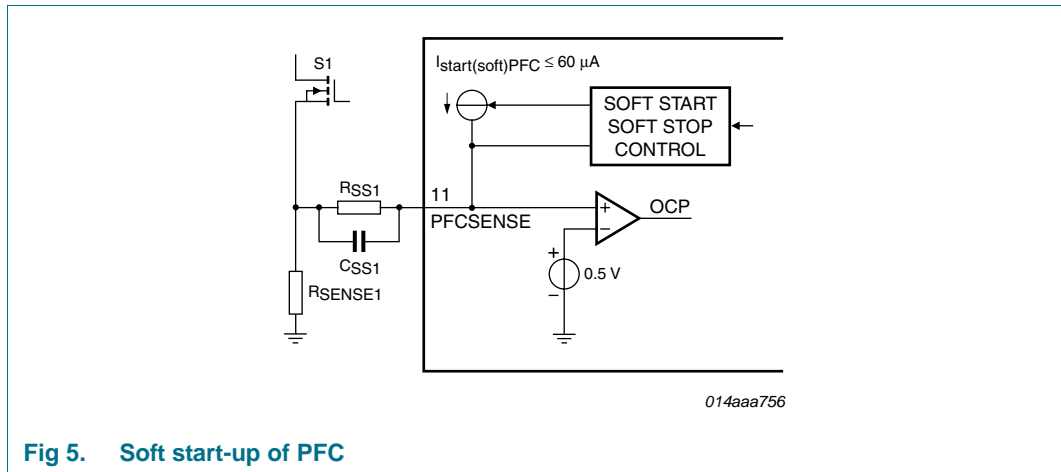 S1
Istart(soft)PFC ≤ 60 μA
SOFT START
SOFT STOP
CONTROL
RSS1
11
PFCSENSE
CSS1
RSENSE1
+
−
OCP
+
−
0.5 V
014aaa756
Fig 5. Soft start-up of PFC